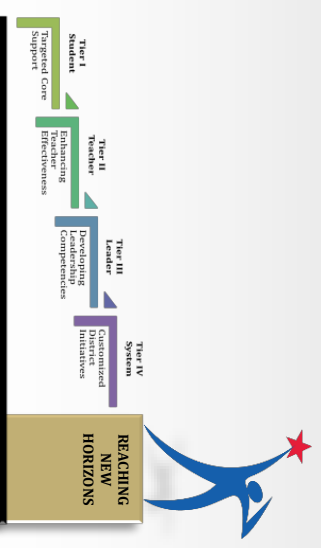 Tier I
Student
Targeted Core
Support
Tier II
Teacher
Enhancing
Teacher
Effectiveness
Tier III
Leader
Developing
Leadership
Competencies
Tier IV
System
Customized
District
Initiatives
REACHING
NEW
HORIZONS